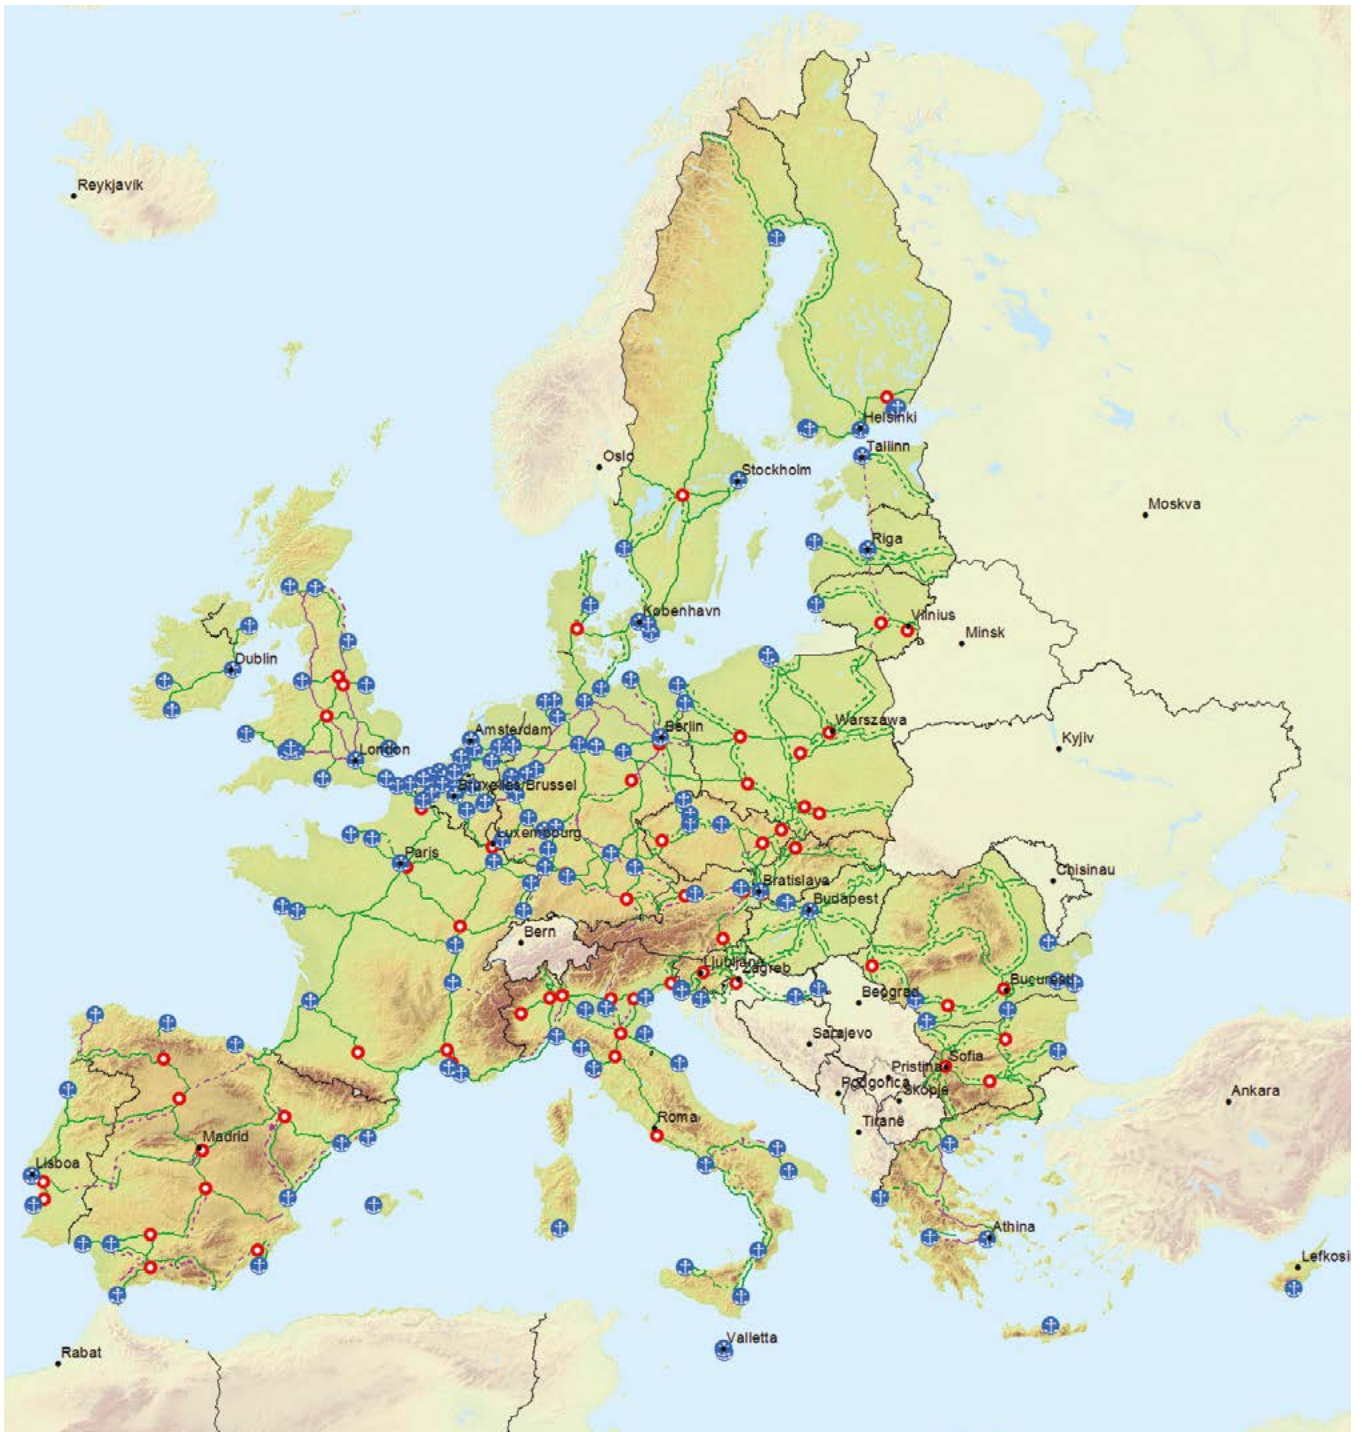 Reykjavík
Helsinki
Tallinn
Oslo
Stockholm
Moskva
Riga
København
Vilnius
Minsk
Dublin
Warszawa
Amsterdam
Berlin
Kyjiv
London
Bruxelles/Brussel
Luxembourg
Paris
Chisinau
Bratislava
Budapest
Bern
Ljubljana
Zagreb
Bucuresti
Beograd
Sarajevo
Sofia
Pristina
Podgorica
Skopje
Ankara
Roma
Tiranë
Madrid
Lisboa
Athina
Lefkosi
Valletta
Rabat